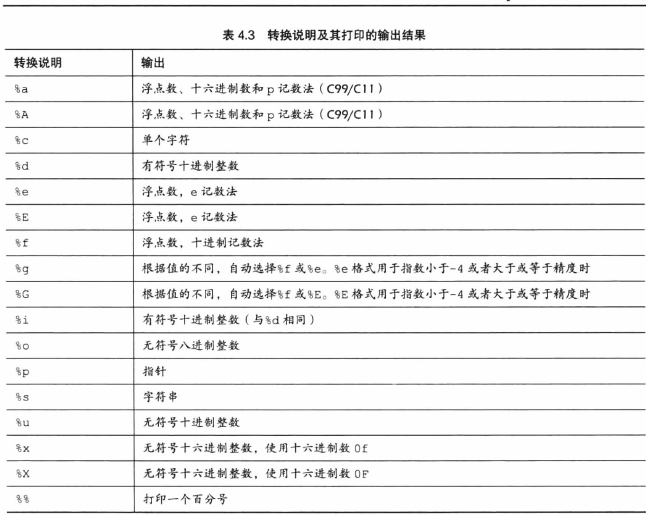 表 4.3 转换说明及其打印的输出结果
转换说明 输出
%a 浮点数、十六进制数和 p 记数法（C99/C11）
%A 浮点数、十六进制数和 p 记数法（C99/C11）
%c 单个字符
%d 有符号十进制整数
%e 浮点数，e 记数法
%E 浮点数，e 记数法
%f 浮点数，十进制记数法
%g 根据值的不同，自动选择%f 或%e。%e 格式用于指数小于-4 或者大于或等于精度时
%G 根据值的不同，自动选择%f 或%E。%E 格式用于指数小于-4 或者大于或等于精度时
%i 有符号十进制整数（与%d 相同）
%o 无符号八进制整数
%p 指针
%s 字符串
%u 无符号十进制整数
%x 无符号十六进制整数，使用十六进制数 0f
%X 无符号十六进制整数，使用十六进制数 0F
%% 打印一个百分号